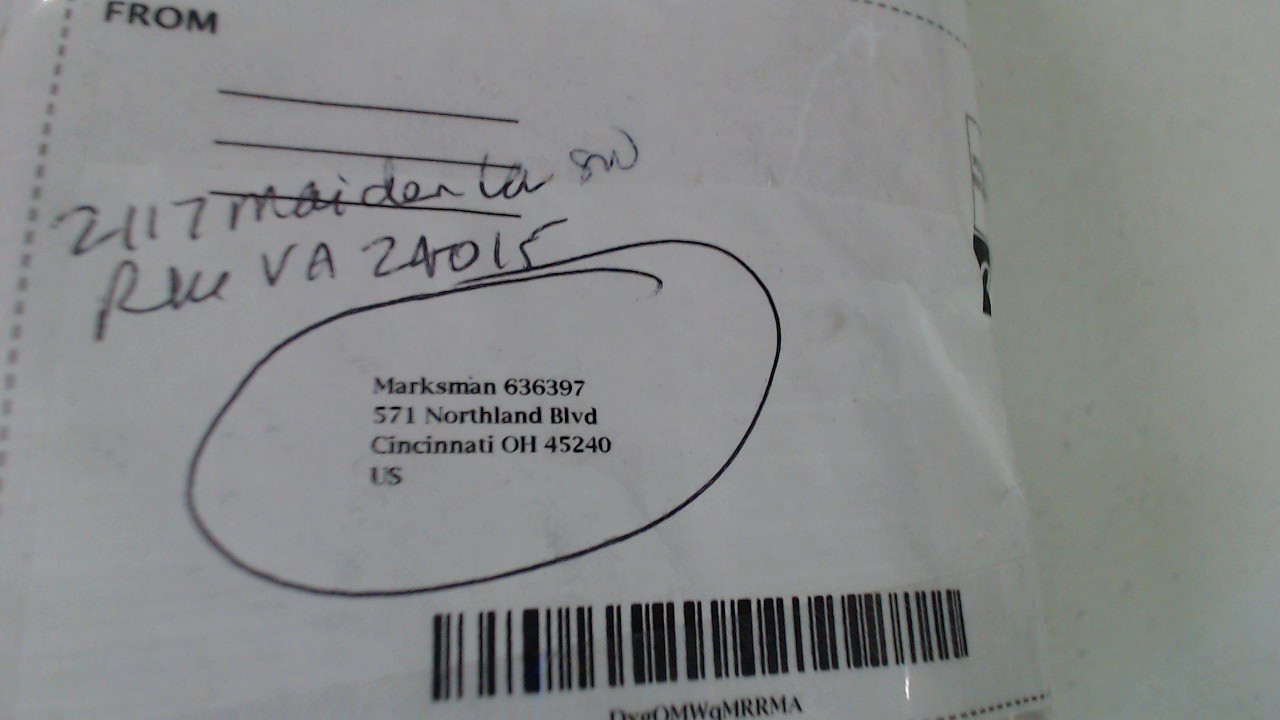 FROM
2117 Maiden La SW
Rke VA 24015
Marksman 636397
571 Northland Blvd
Cincinnati OH 45240
US